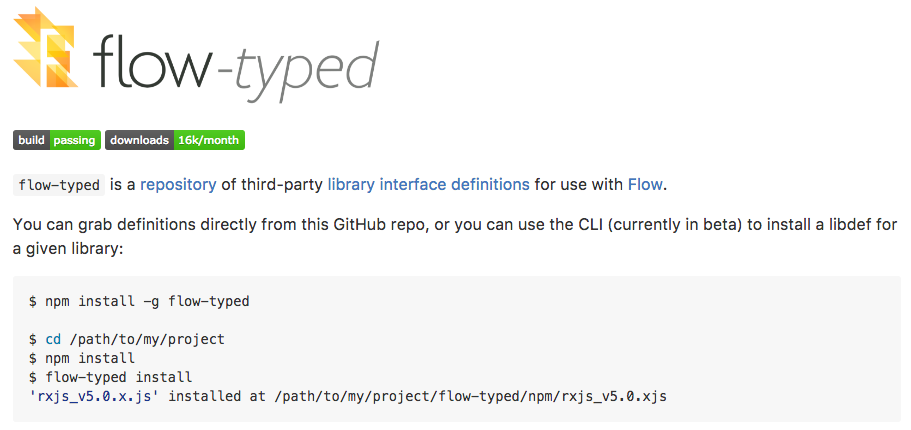 flow-typed
build passing downloads 16k/month
flow-typed is a repository of third-party library interface definitions for use with Flow.
You can grab definitions directly from this GitHub repo, or you can use the CLI (currently in beta) to install a libdef for
a given library:
$ npm install -g flow-typed
$ cd /path/to/my/project
$ npm install
$ flow-typed install
'rxjs_v5.0.x.js' installed at /path/to/my/project/flow-typed/npm/rxjs_v5.0.xjs